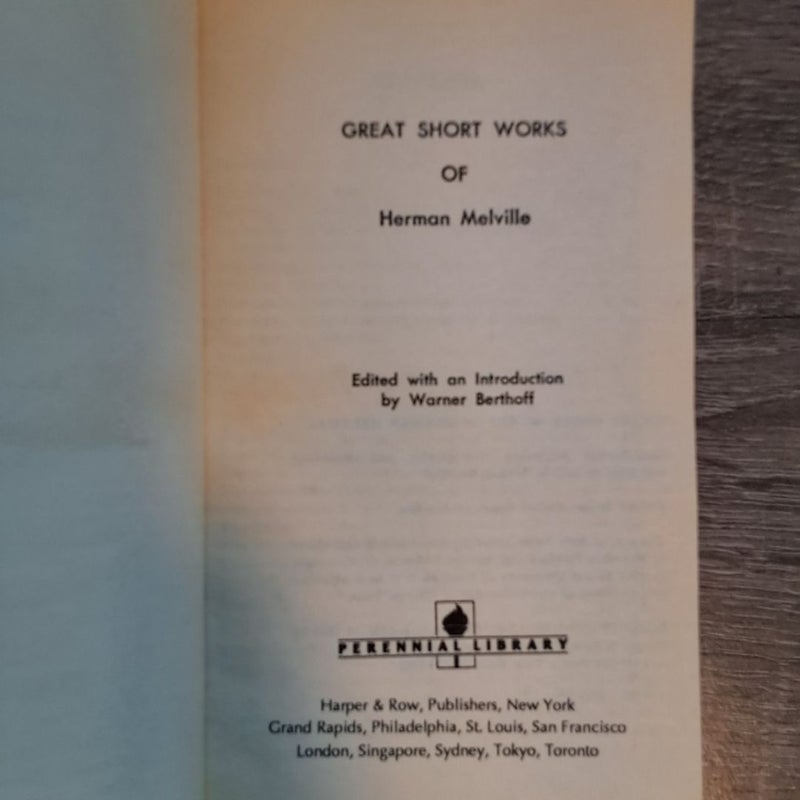 GREAT SHORT WORKS
OF
Herman Melville
Edited with an Introduction
by Warner Berthoff
PERENNIAL LIBRARY
Harper & Row, Publishers, New York
Grand Rapids, Philadelphia, St. Louis, San Francisco
London, Singapore, Sydney, Tokyo, Toronto